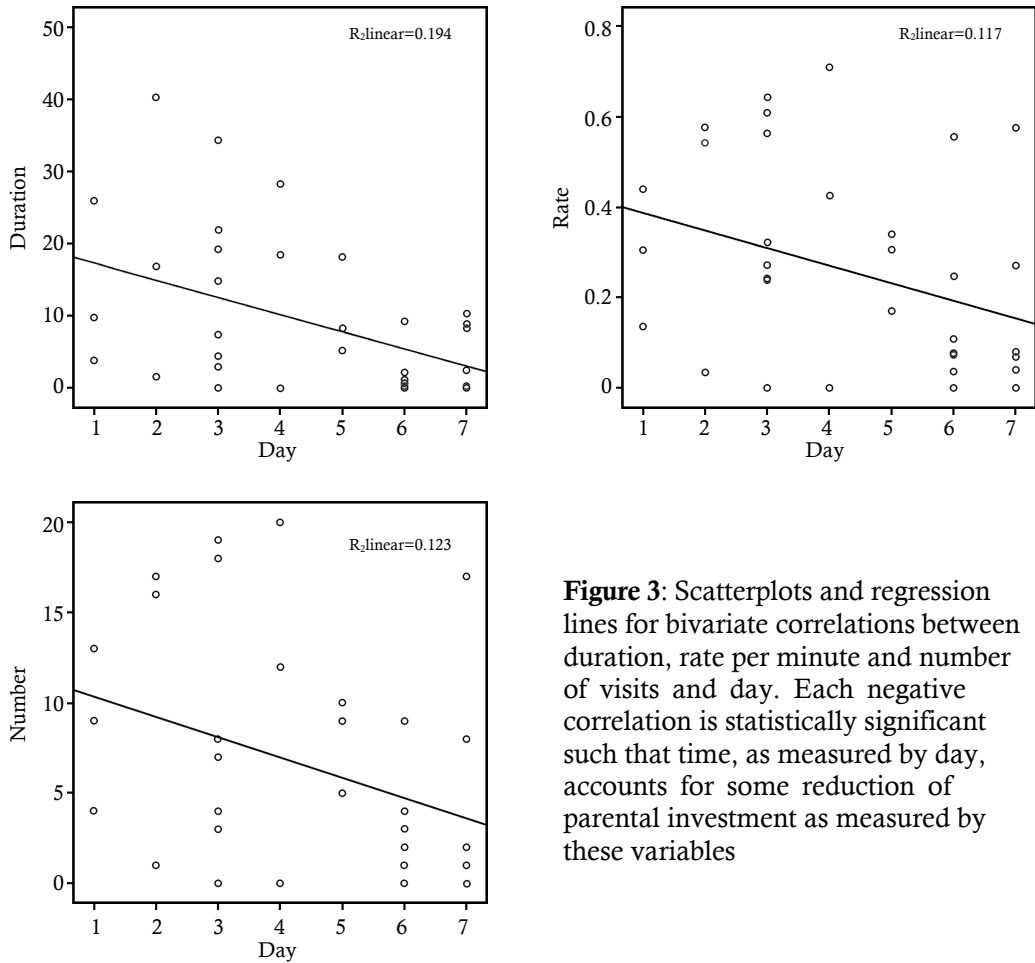 50
40
30
20
10
0
Duration
R₂linear=0.194
1 2 3 4 5 6 7
Day
0.8
0.6
0.4
0.2
0
Rate
R₂linear=0.117
1 2 3 4 5 6 7
Day
20
15
10
5
0
Number
R₂linear=0.123
1 2 3 4 5 6 7
Day
Figure 3: Scatterplots and regression
lines for bivariate correlations between
duration, rate per minute and number
of visits and day. Each negative
correlation is statistically significant
such that time, as measured by day,
accounts for some reduction of
parental investment as measured by
these variables